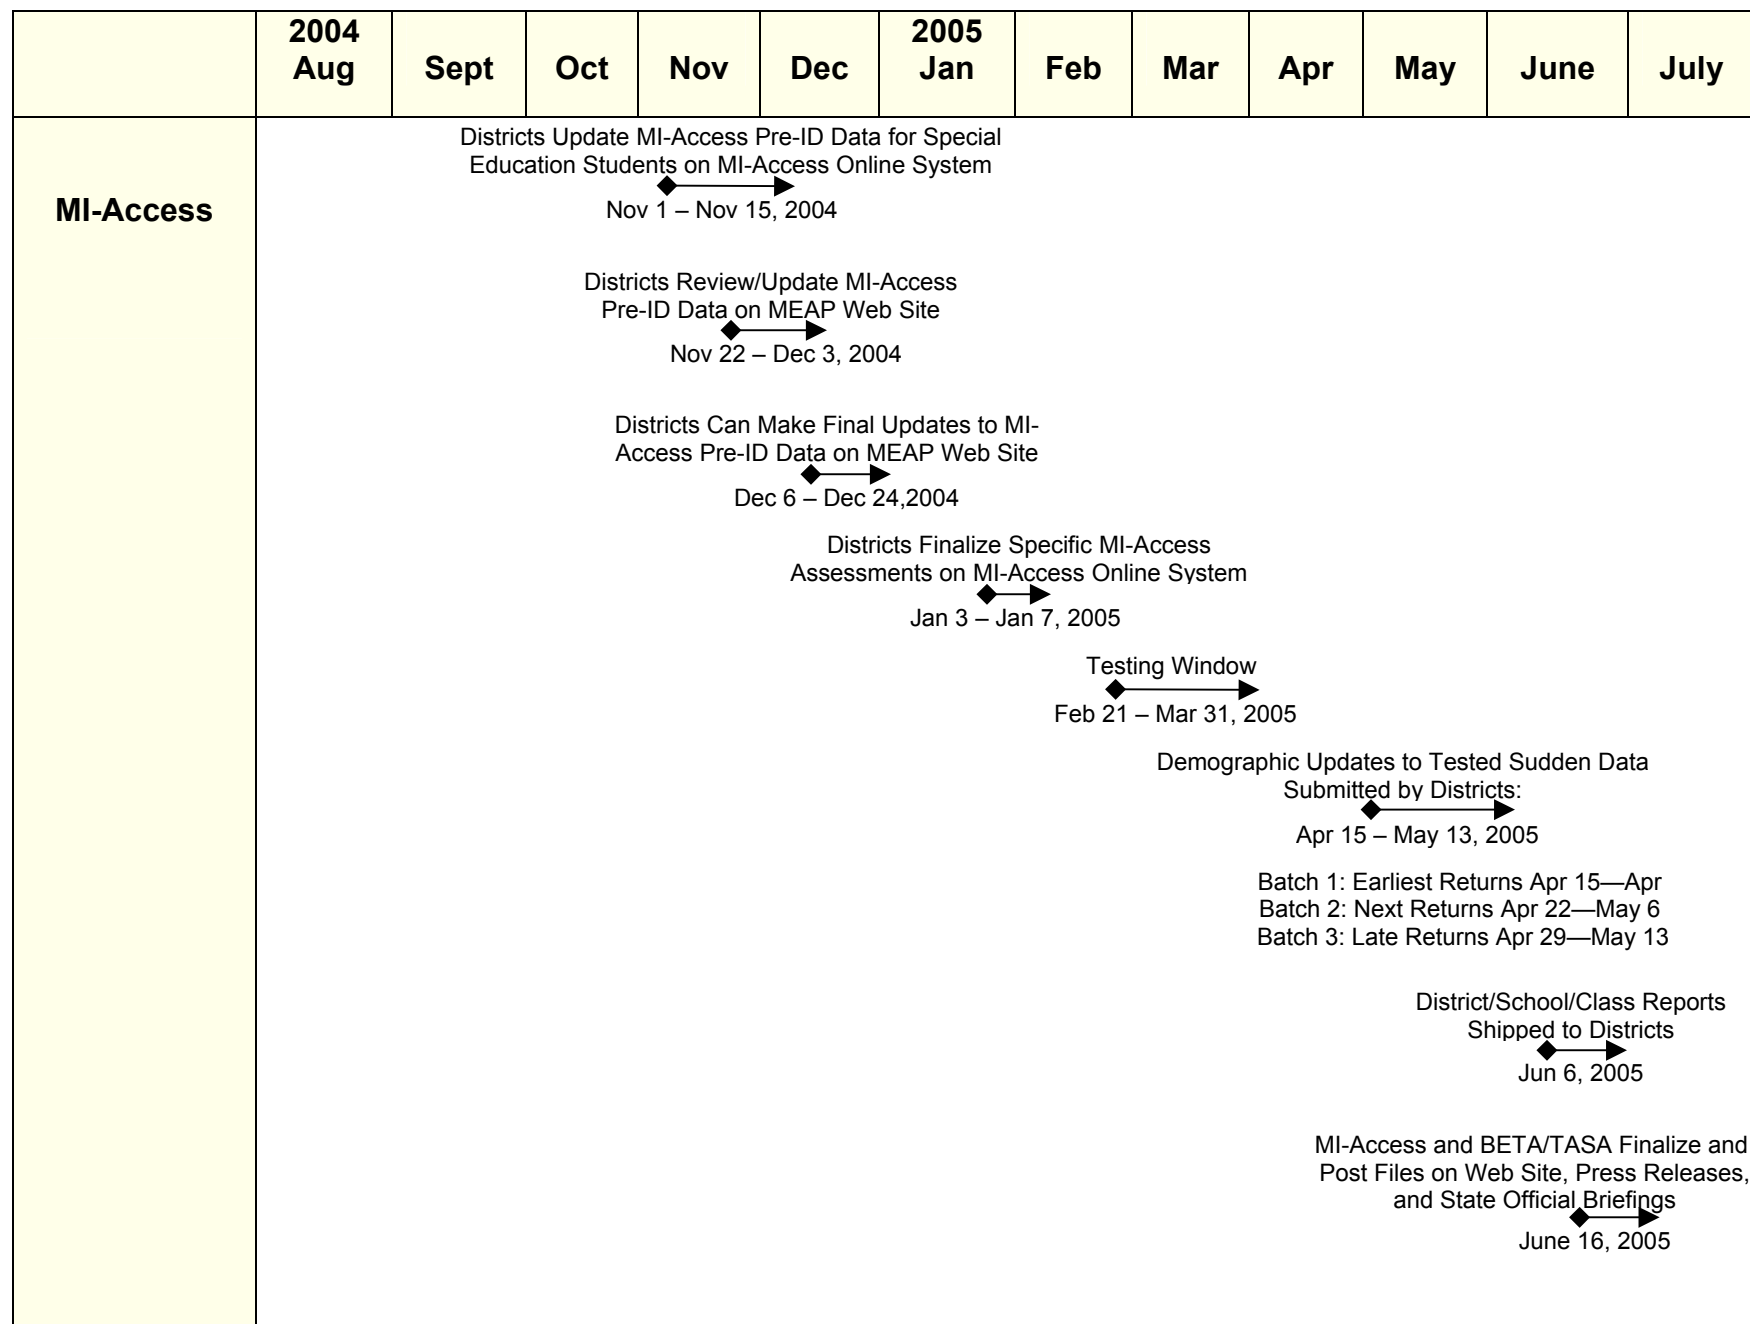 2004
Aug
Sept
Oct
Nov
Dec
2005
Jan
Feb
Mar
Apr
May
June
July
MI-Access
Districts Update MI-Access Pre-ID Data for Special
Education Students on MI-Access Online System
Nov 1 – Nov 15, 2004
Districts Review/Update MI-Access
Pre-ID Data on MEAP Web Site
Nov 22 – Dec 3, 2004
Districts Can Make Final Updates to MI-
Access Pre-ID Data on MEAP Web Site
Dec 6 – Dec 24,2004
Districts Finalize Specific MI-Access
Assessments on MI-Access Online System
Jan 3 – Jan 7, 2005
Testing Window
Feb 21 – Mar 31, 2005
Demographic Updates to Tested Sudden Data
Submitted by Districts:
Apr 15 – May 13, 2005
Batch 1: Earliest Returns Apr 15—Apr
Batch 2: Next Returns Apr 22—May 6
Batch 3: Late Returns Apr 29—May 13
District/School/Class Reports
Shipped to Districts
Jun 6, 2005
MI-Access and BETA/TASA Finalize and
Post Files on Web Site, Press Releases,
and State Official Briefings
June 16, 2005